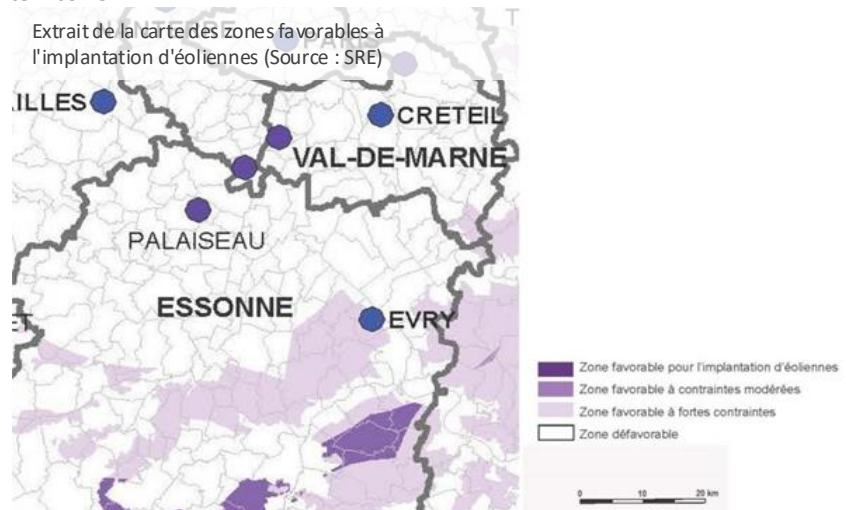 Extrait de la carte des zones favorables à
l'implantation d'éoliennes (Source : SRE)
PARIS
ILLES
CRETEIL
VAL-DE-MARNE
PALAISEAU
ESSONNE
EVRY
ET
Zone favorable pour l'implantation d'éoliennes
Zone favorable à contraintes modérées
Zone favorable à fortes contraintes
Zone défavorable
0 10 20 km